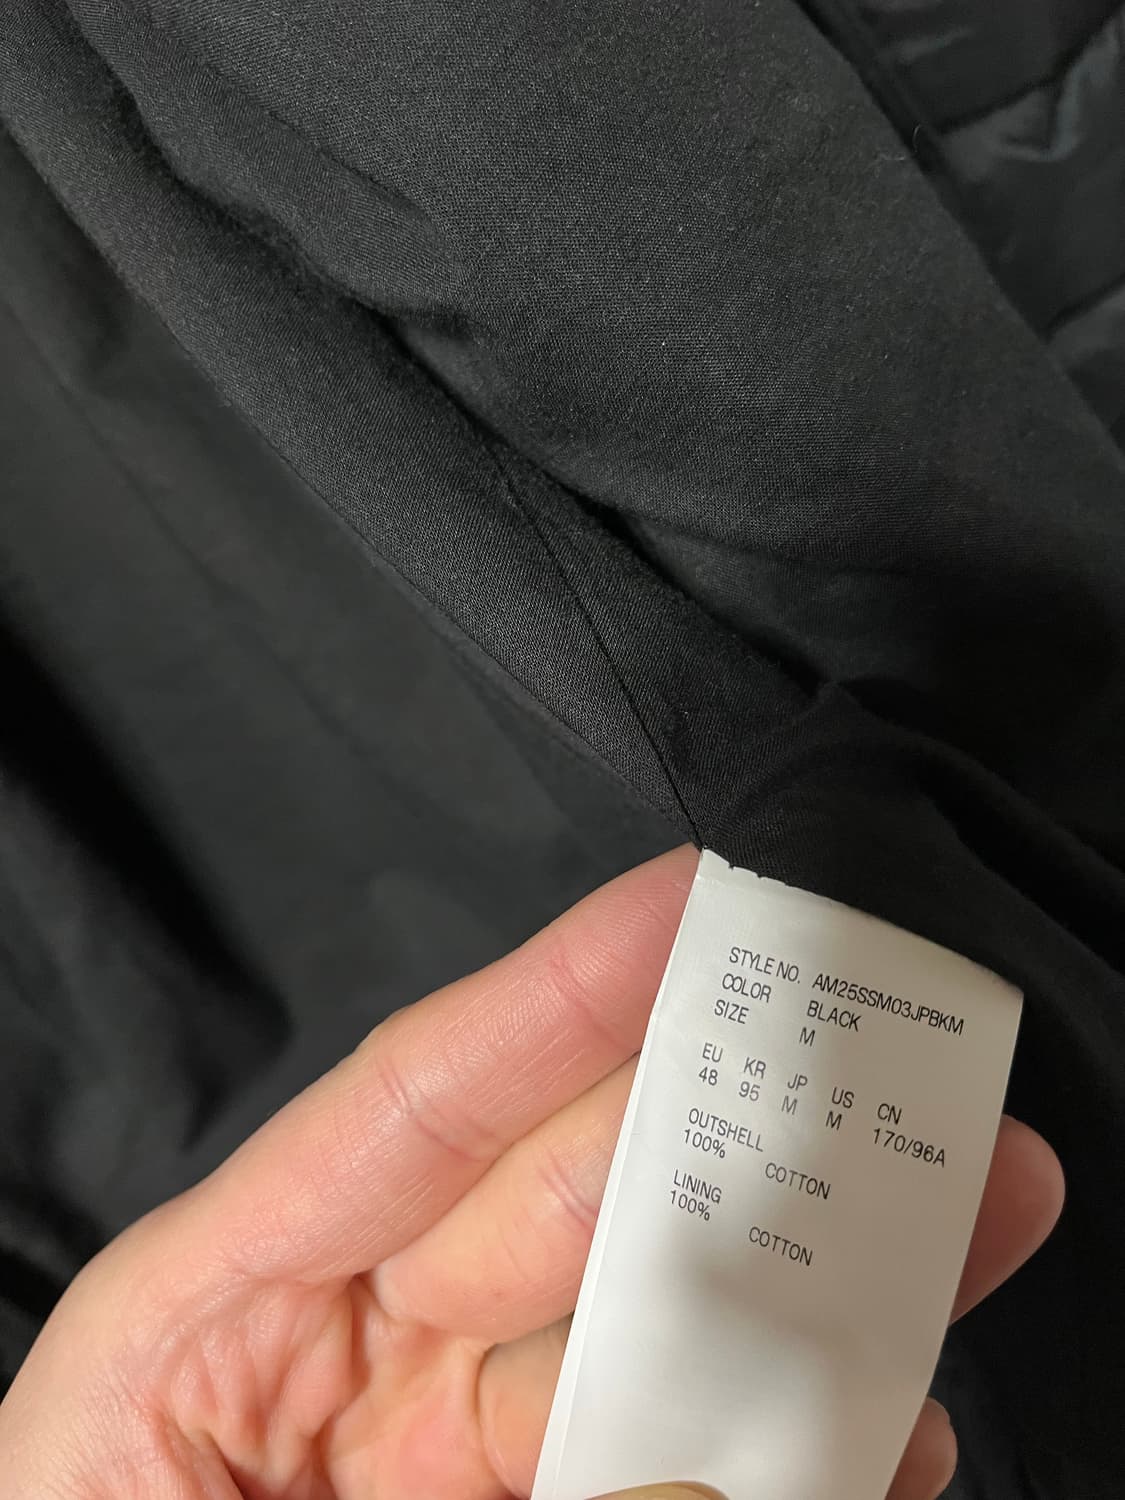 STYLE NO. AM25SSM03JPBKM
COLOR BLACK
SIZE M
EU KR JP US CN
48 95 M M 170/96A
OUTSHELL
100% COTTON
LINING
100% COTTON